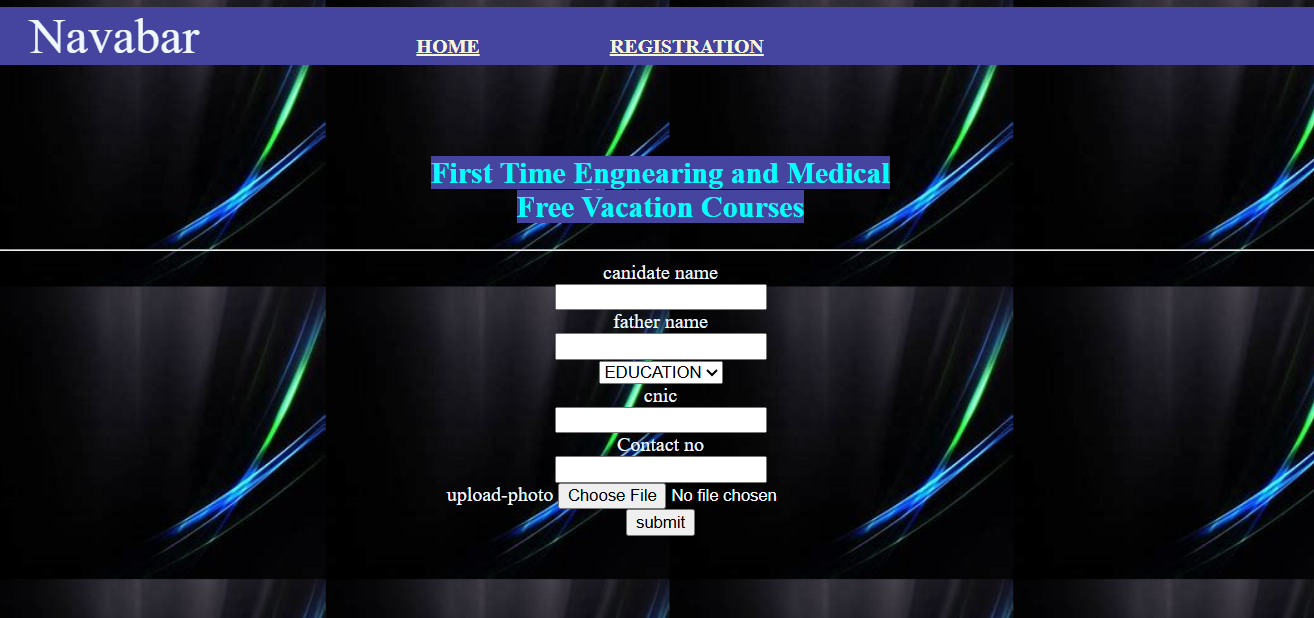 Navabar
HOME REGISTRATION
First Time Engnearing and Medical
Free Vacation Courses
canidate name
father name
EDUCATION
cnic
Contact no
upload-photo Choose File No file chosen
submit